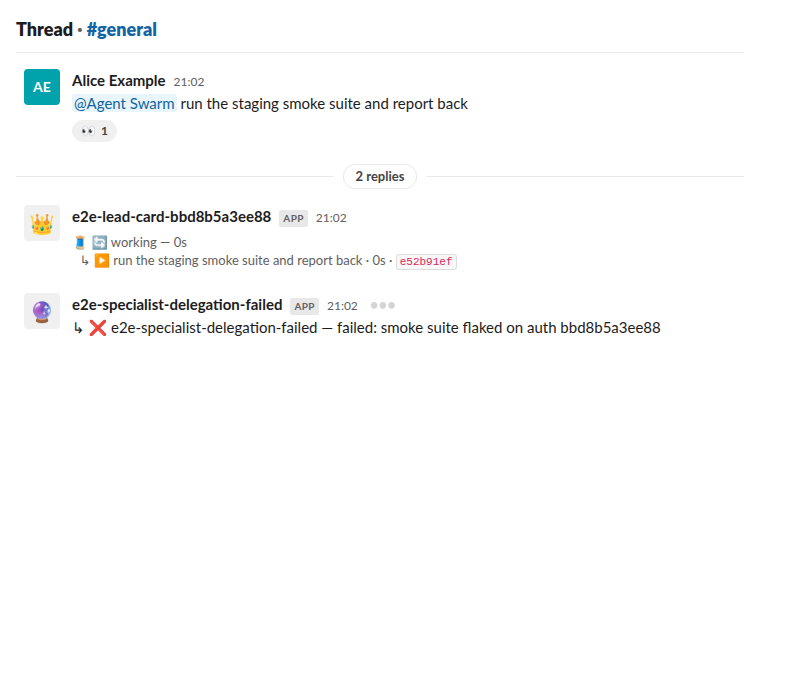 Thread • #general
AE
Alice Example 21:02
@Agent Swarm run the staging smoke suite and report back
👀 1
2 replies
e2e-lead-card-bbd8b5a3ee88 APP 21:02
🧵 🔄 working — 0s
↳ ▶️ run the staging smoke suite and report back · 0s · e52b91ef
e2e-specialist-delegation-failed APP 21:02
↳ ❌ e2e-specialist-delegation-failed — failed: smoke suite flaked on auth bbd8b5a3ee88